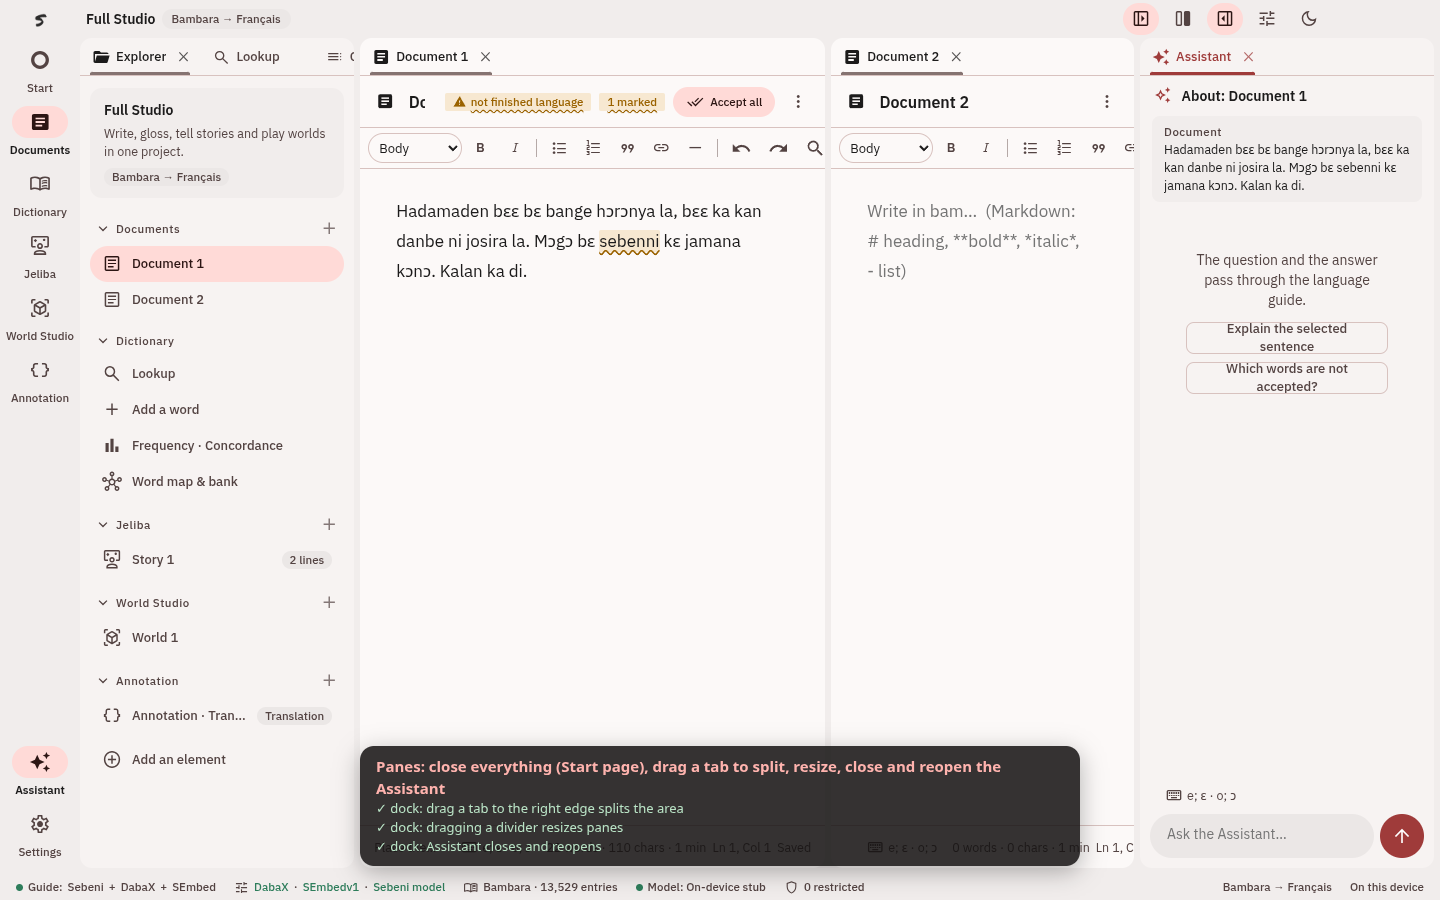 Full Studio
Bambara → Français
Start
Documents
Dictionary
Jeliba
World Studio
Annotation
Assistant
Settings
Explorer
Lookup
Full Studio
Write, gloss, tell stories and play worlds
in one project.
Bambara → Français
Documents
Document 1
Document 2
Dictionary
Lookup
Add a word
Frequency · Concordance
Word map & bank
Jeliba
Story 1
2 lines
World Studio
World 1
Annotation
Annotation · Tran...
Translation
Add an element
Document 1
not finished language
1 marked
Accept all
Body
B
I
Hadamaden bɛɛ bɛ bange hɔrɔnya la, bɛɛ ka kan
danbe ni josira la. Mɔgɔ bɛ sebenni kɛ jamana
kɔnɔ. Kalan ka di.
Document 2
Document 2
Body
B
I
Write in bam... (Markdown:
# heading, **bold**, *italic*,
- list)
Assistant
About: Document 1
Document
Hadamaden bɛɛ bɛ bange hɔrɔnya la, bɛɛ ka
kan danbe ni josira la. Mɔgɔ bɛ sebenni kɛ
jamana kɔnɔ. Kalan ka di.
The question and the answer
pass through the language
guide.
Explain the selected
sentence
Which words are not
accepted?
e; ɛ · o; ɔ
Ask the Assistant...
Panes: close everything (Start page), drag a tab to split, resize, close and reopen the
Assistant
✓ dock: drag a tab to the right edge splits the area
✓ dock: dragging a divider resizes panes
✓ dock: Assistant closes and reopens
110 chars · 1 min Ln 1, Col 1 Saved
e; ɛ · o; ɔ 0 words · 0 chars · 1 min Ln 1, C
Guide: Sebeni + DabaX + SEmbed
DabaX · SEmbedv1 · Sebeni model
Bambara · 13,529 entries
Model: On-device stub
0 restricted
Bambara → Français
On this device